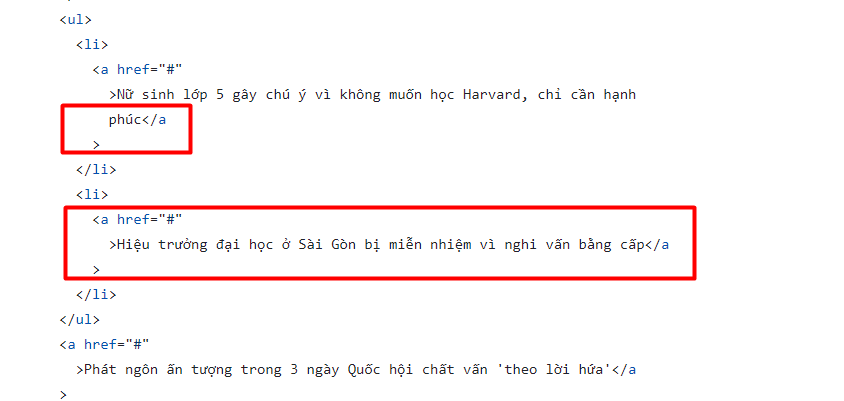 <ul>
<li>
<a href="#"
>Nữ sinh lớp 5 gây chú ý vì không muốn học Harvard, chỉ cần hạnh
phúc</a
>
</li>
<li>
<a href="#"
>Hiệu trưởng đại học ở Sài Gòn bị miễn nhiệm vì nghi vấn bằng cấp</a
>
</li>
</ul>
<a href="#"
>Phát ngôn ấn tượng trong 3 ngày Quốc hội chất vấn 'theo lời hứa'</a
>